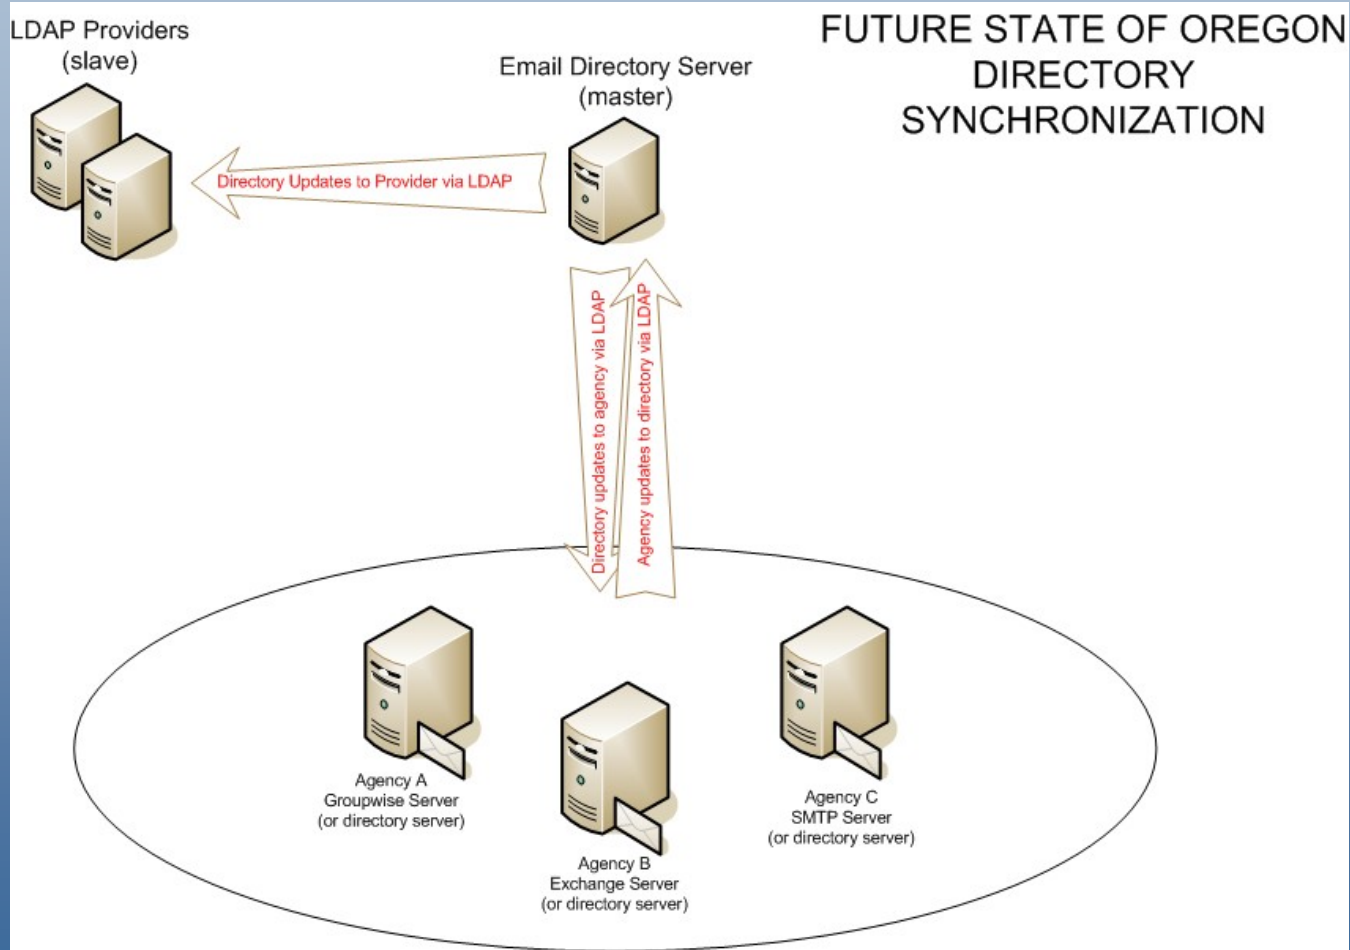 LDAP Providers
(slave)
Email Directory Server
(master)
FUTURE STATE OF OREGON
DIRECTORY
SYNCHRONIZATION
Directory Updates to Provider via LDAP
Directory updates to agency via LDAP
Agency updates to directory via LDAP
Agency A
Groupwise Server
(or directory server)
Agency B
Exchange Server
(or directory server)
Agency C
SMTP Server
(or directory server)